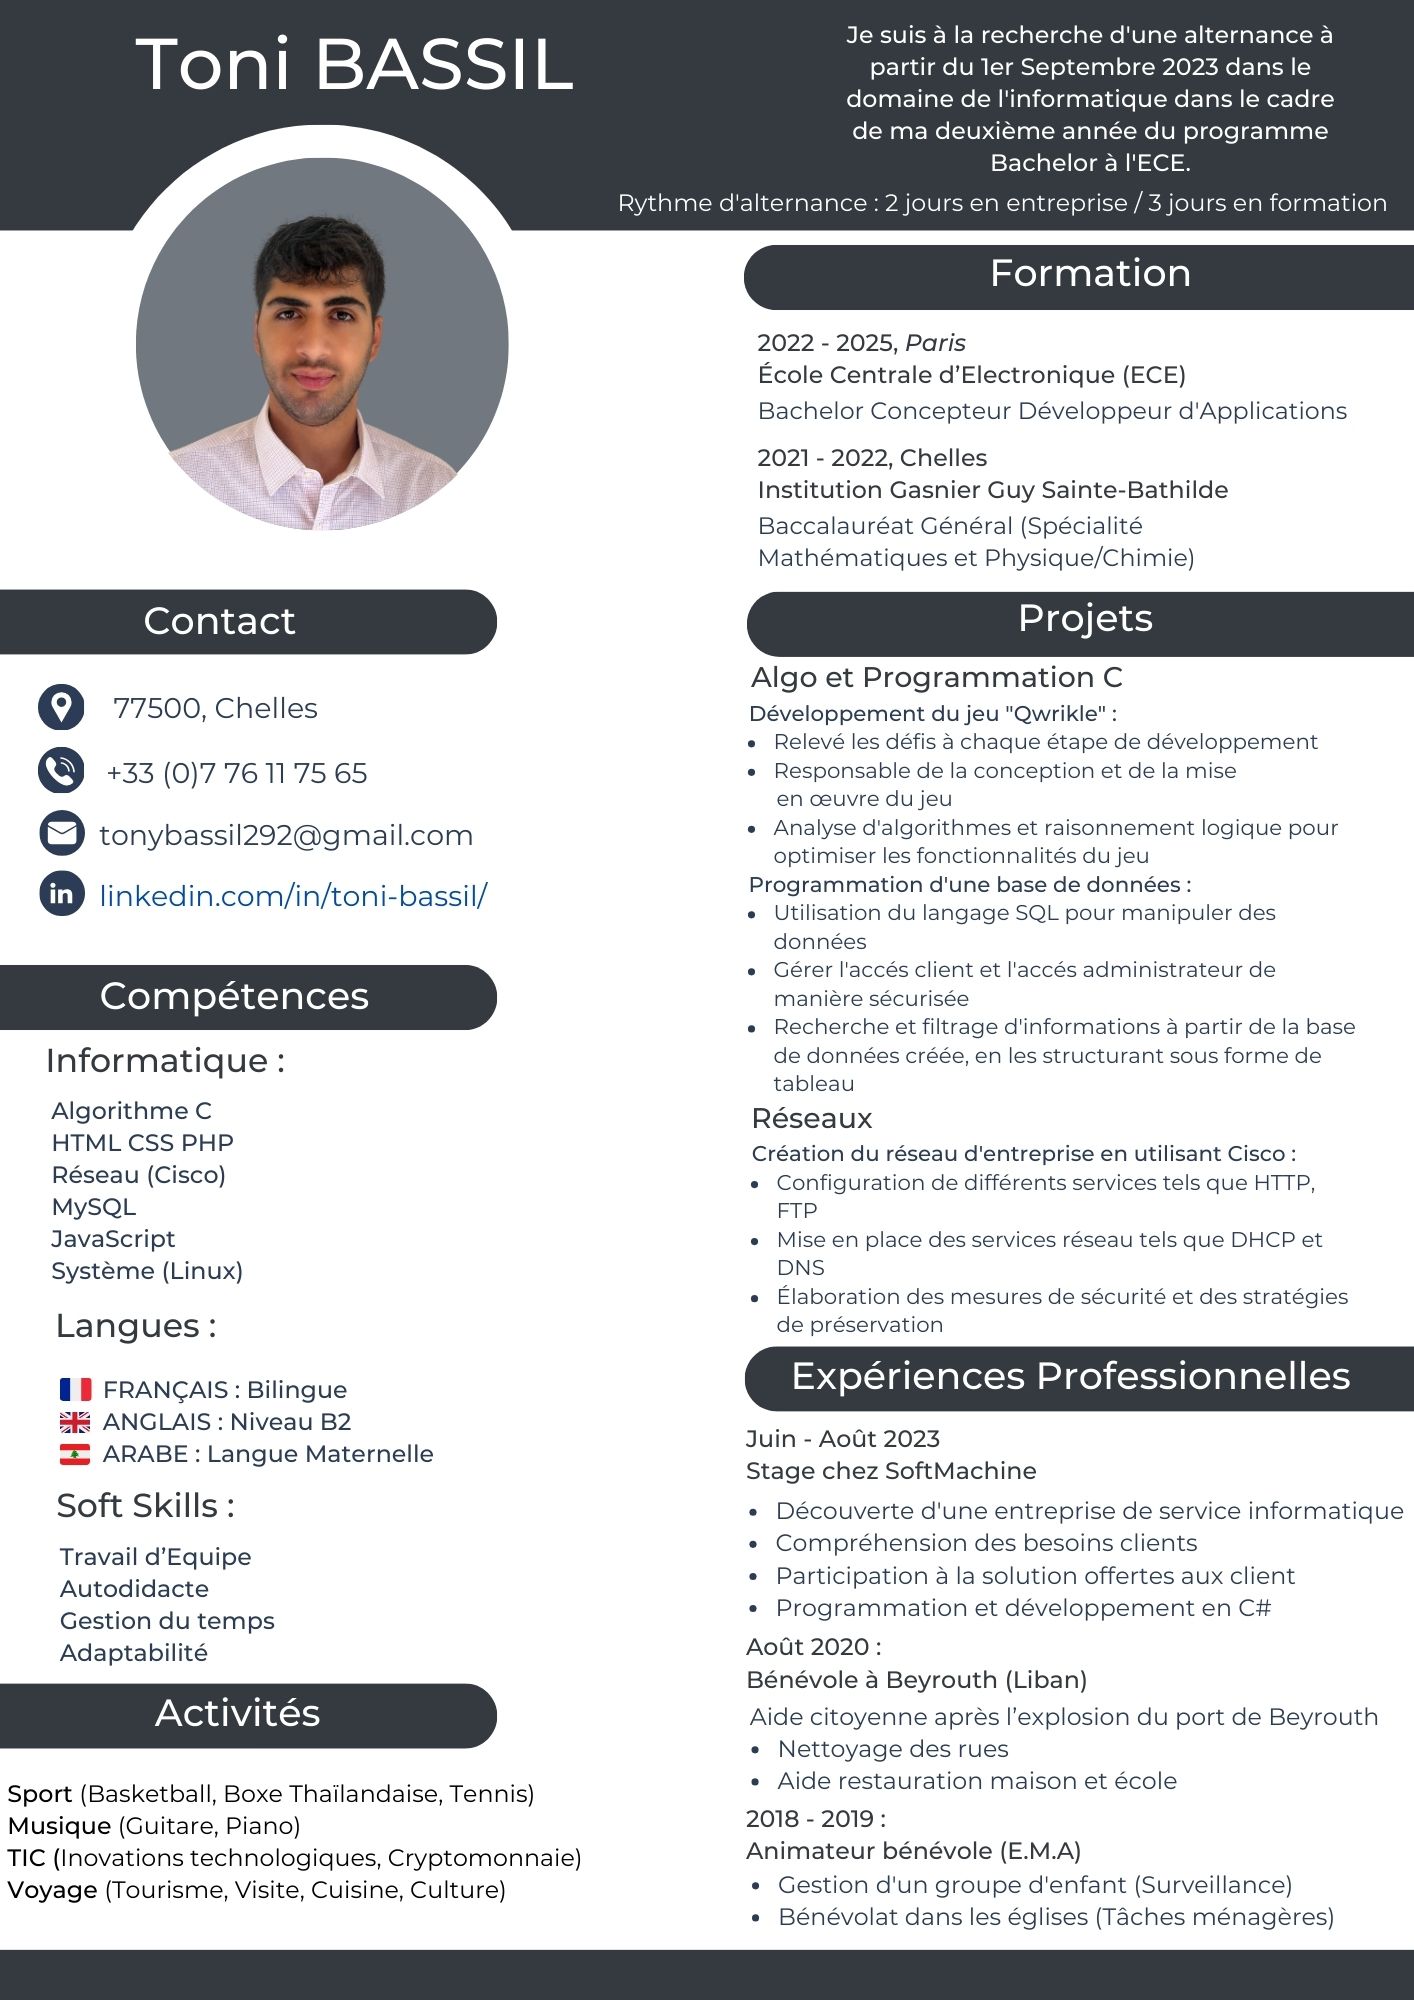 Toni BASSIL
Je suis à la recherche d'une alternance à
partir du 1er Septembre 2023 dans le
domaine de l'informatique dans le cadre
de ma deuxième année du programme
Bachelor à l'ECE.
Rythme d'alternance : 2 jours en entreprise / 3 jours en formation
Contact
77500, Chelles
+33 (0)7 76 11 75 65
tonybassil292@gmail.com
in linkedin.com/in/toni-bassil/
Compétences
Informatique :
Algorithme C
HTML CSS PHP
Réseau (Cisco)
MySQL
JavaScript
Système (Linux)
Langues :
FRANÇAIS : Bilingue
ANGLAIS : Niveau B2
ARABE : Langue Maternelle
Soft Skills :
Travail d’Equipe
Autodidacte
Gestion du temps
Adaptabilité
Activités
Sport (Basketball, Boxe Thaïlandaise, Tennis)
Musique (Guitare, Piano)
TIC (Inovations technologiques, Cryptomonnaie)
Voyage (Tourisme, Visite, Cuisine, Culture)
Formation
2022 - 2025, Paris
École Centrale d’Electronique (ECE)
Bachelor Concepteur Développeur d'Applications
2021 - 2022, Chelles
Institution Gasnier Guy Sainte-Bathilde
Baccalauréat Général (Spécialité
Mathématiques et Physique/Chimie)
Projets
Algo et Programmation C
Développement du jeu "Qwrikle" :
• Relevé les défis à chaque étape de développement
• Responsable de la conception et de la mise
en œuvre du jeu
• Analyse d'algorithmes et raisonnement logique pour
optimiser les fonctionnalités du jeu
Programmation d'une base de données :
• Utilisation du langage SQL pour manipuler des
données
• Gérer l'accés client et l'accés administrateur de
manière sécurisée
• Recherche et filtrage d'informations à partir de la base
de données créée, en les structurant sous forme de
tableau
Réseaux
Création du réseau d'entreprise en utilisant Cisco :
• Configuration de différents services tels que HTTP,
FTP
• Mise en place des services réseau tels que DHCP et
DNS
• Élaboration des mesures de sécurité et des stratégies
de préservation
Expériences Professionnelles
Juin - Août 2023
Stage chez SoftMachine
• Découverte d'une entreprise de service informatique
• Compréhension des besoins clients
• Participation à la solution offertes aux client
• Programmation et développement en C#
Août 2020 :
Bénévole à Beyrouth (Liban)
Aide citoyenne après l’explosion du port de Beyrouth
• Nettoyage des rues
• Aide restauration maison et école
2018 - 2019 :
Animateur bénévole (E.M.A)
• Gestion d'un groupe d'enfant (Surveillance)
• Bénévolat dans les églises (Tâches ménagères)